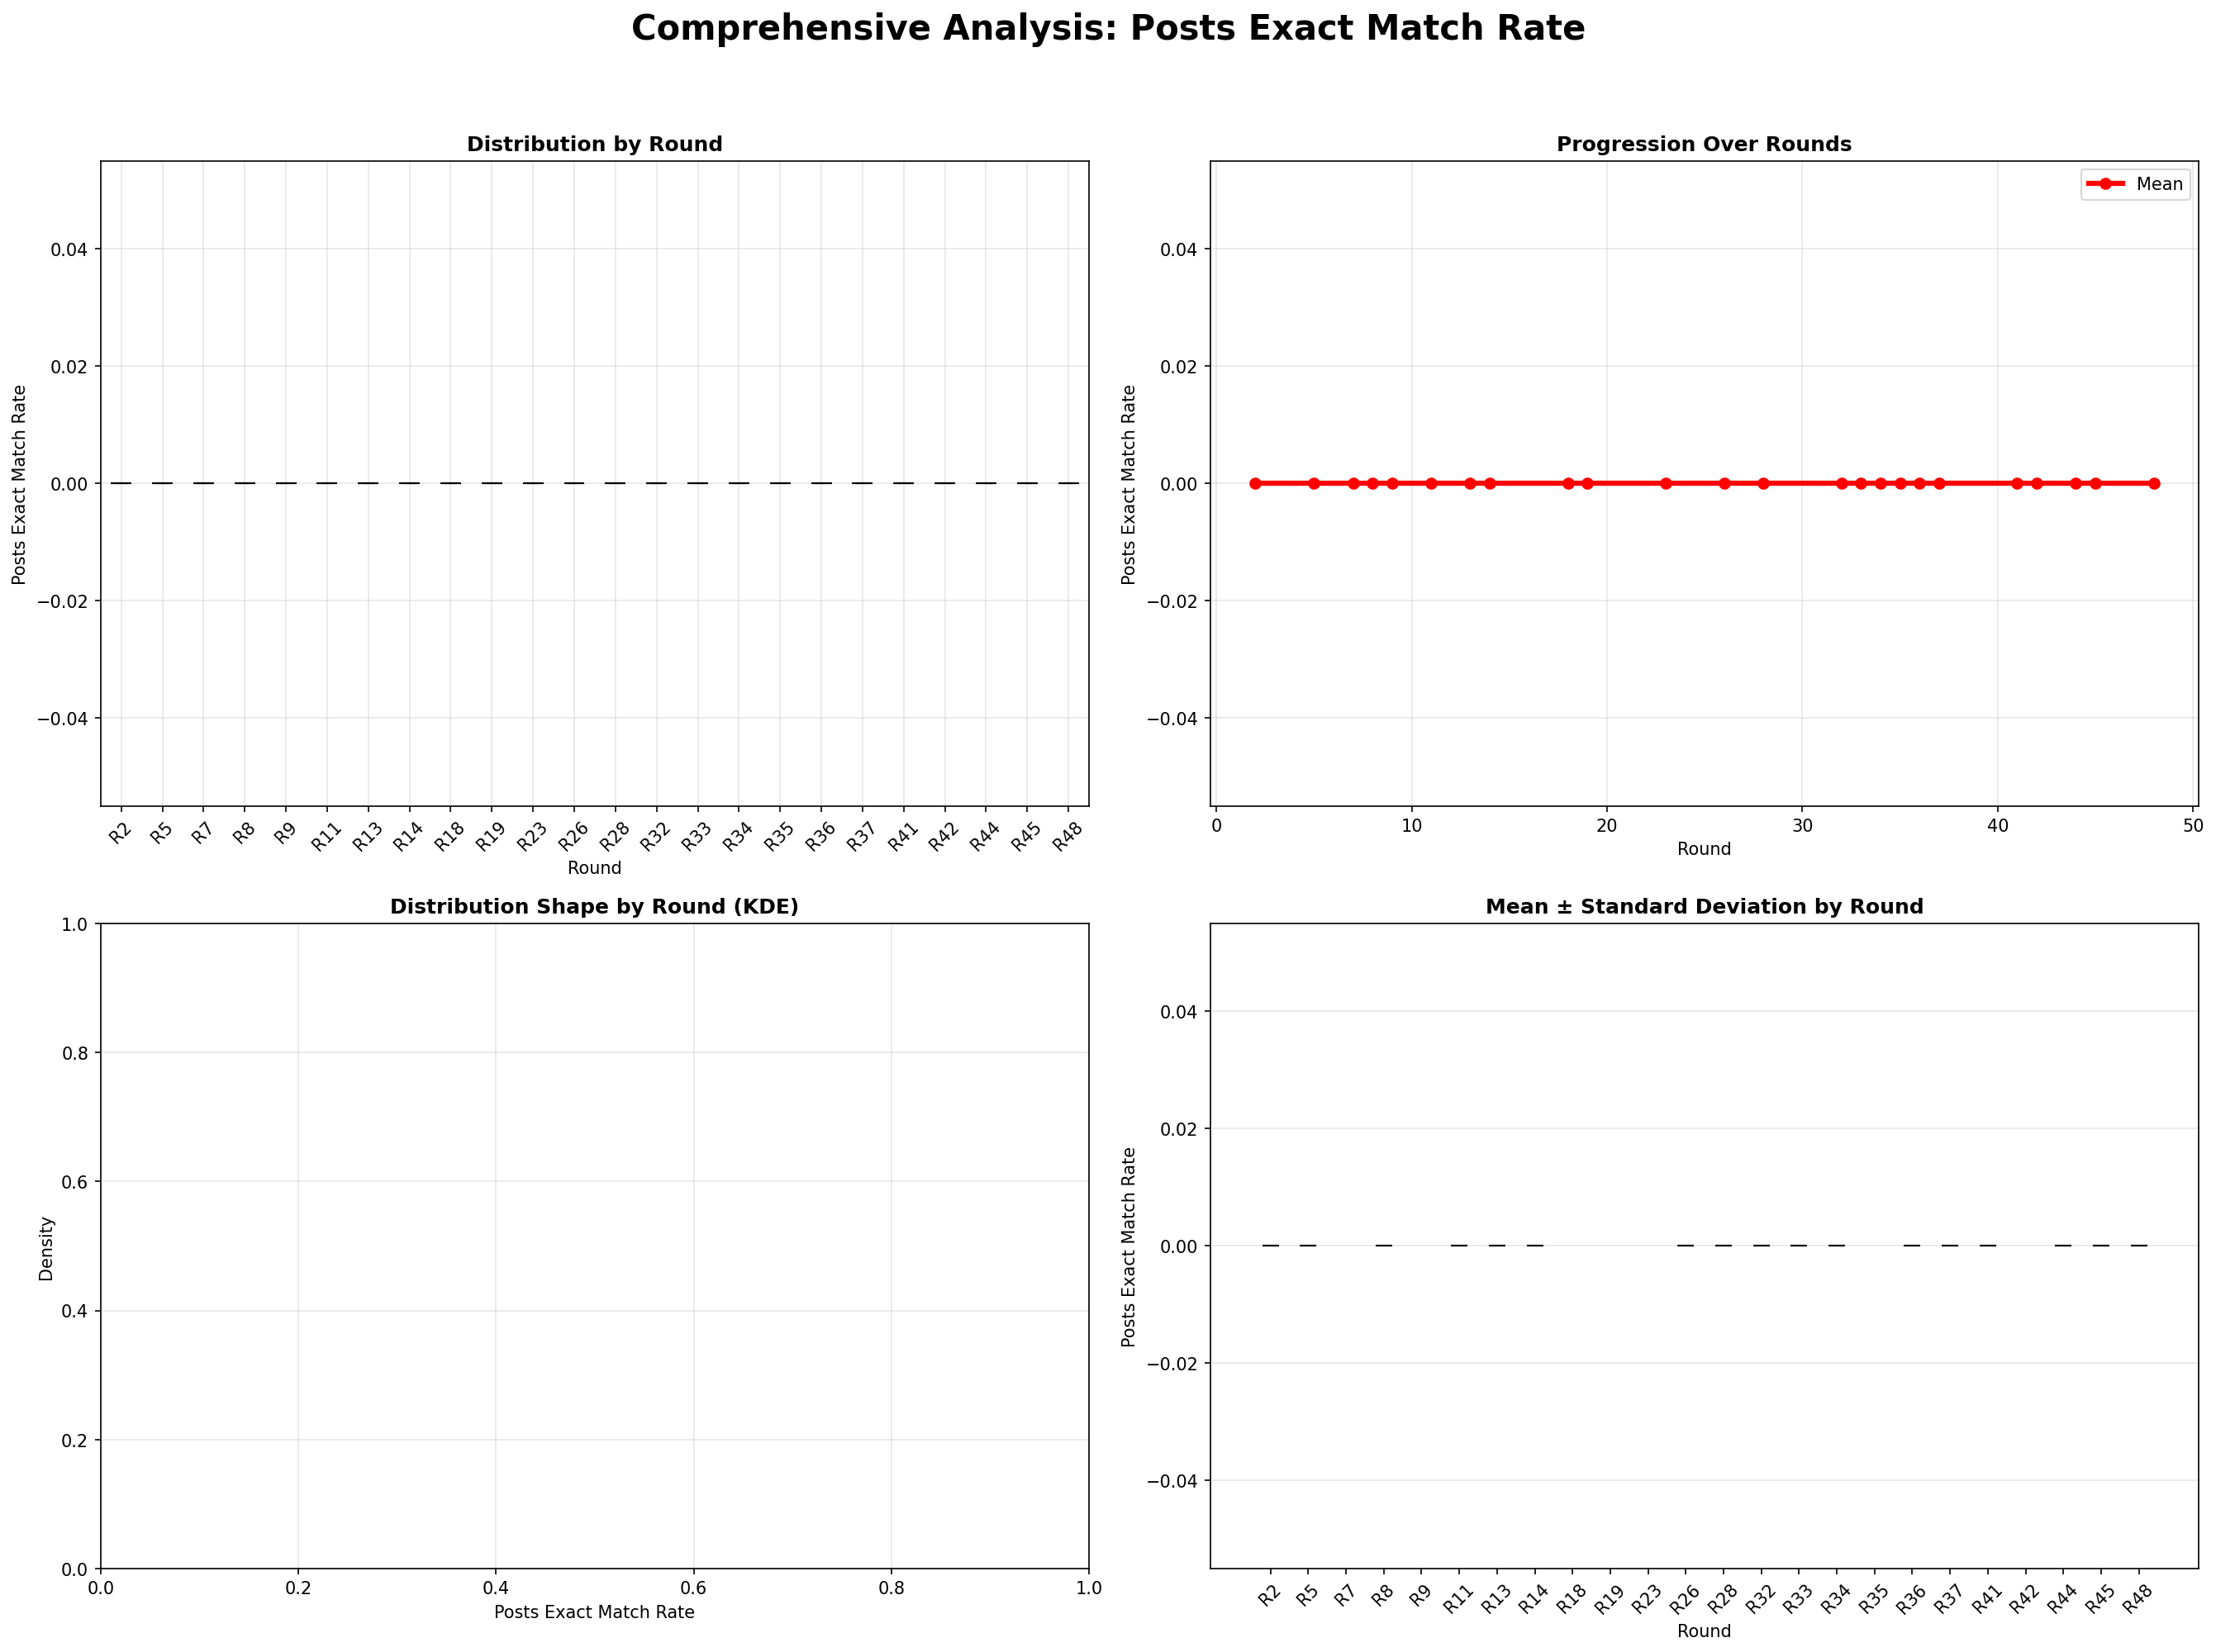 Comprehensive Analysis: Posts Exact Match Rate
Distribution by Round
Posts Exact Match Rate
0.04
0.02
0.00
−0.02
−0.04
R2 R5 R7 R8 R9 R11 R13 R14 R18 R19 R23 R26 R28 R32 R33 R34 R35 R36 R37 R41 R42 R44 R45 R48
Round
Progression Over Rounds
Mean
Posts Exact Match Rate
0.04
0.02
0.00
−0.02
−0.04
0 10 20 30 40 50
Round
Distribution Shape by Round (KDE)
Density
1.0
0.8
0.6
0.4
0.2
0.0
0.0 0.2 0.4 0.6 0.8 1.0
Posts Exact Match Rate
Mean ± Standard Deviation by Round
Posts Exact Match Rate
0.04
0.02
0.00
−0.02
−0.04
R2 R5 R7 R8 R9 R11 R13 R14 R18 R19 R23 R26 R28 R32 R33 R34 R35 R36 R37 R41 R42 R44 R45 R48
Round